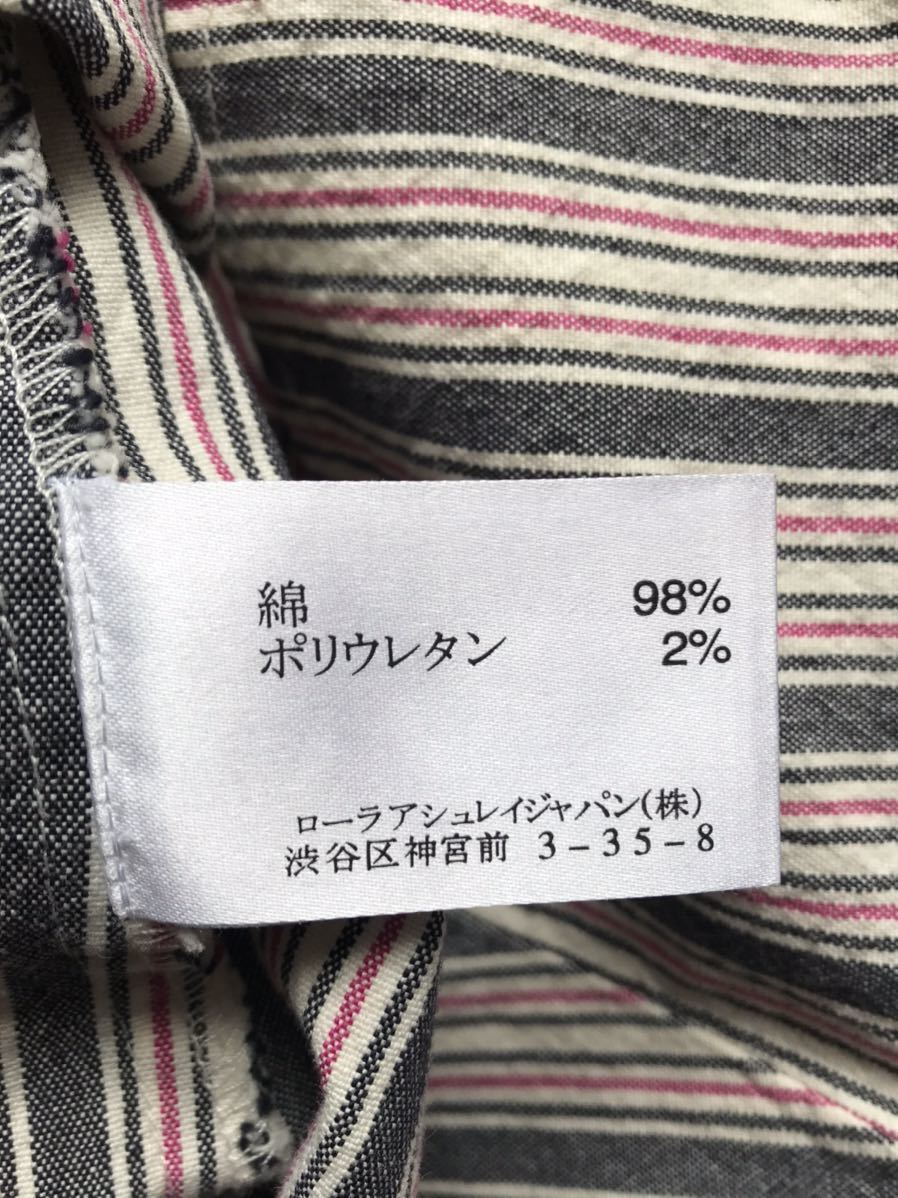 綿 98%
ポリウレタン 2%
ローラアシュレイジャパン(株)
渋谷区神宮前 3-35-8